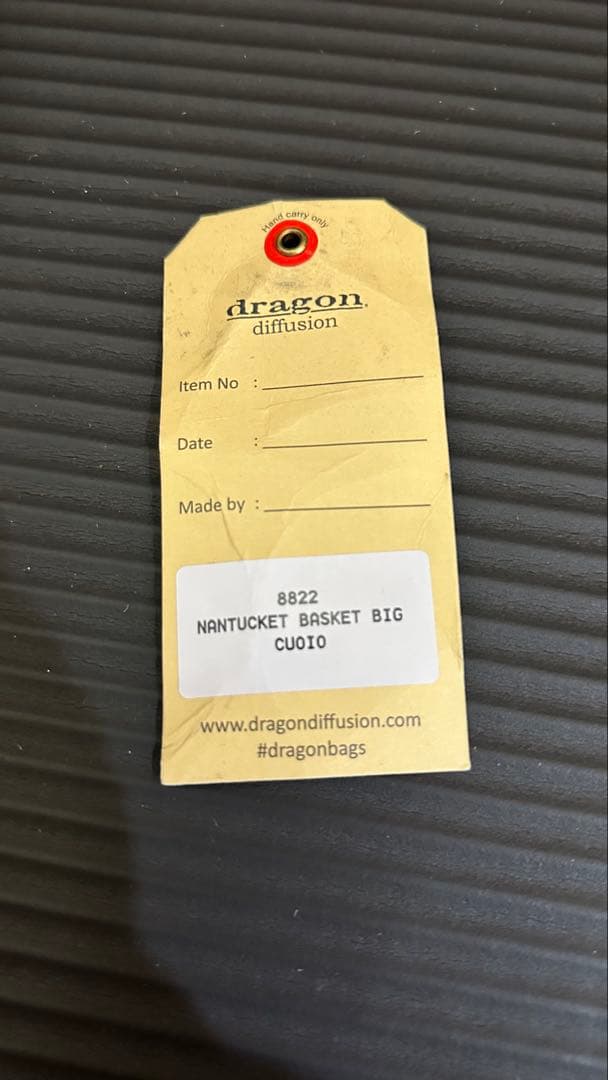 Hand carry only
dragon.
diffusion
Item No :
Date :
Made by :
8822
NANTUCKET BASKET BIG
CUOIO
www.dragondiffusion.com
#dragonbags